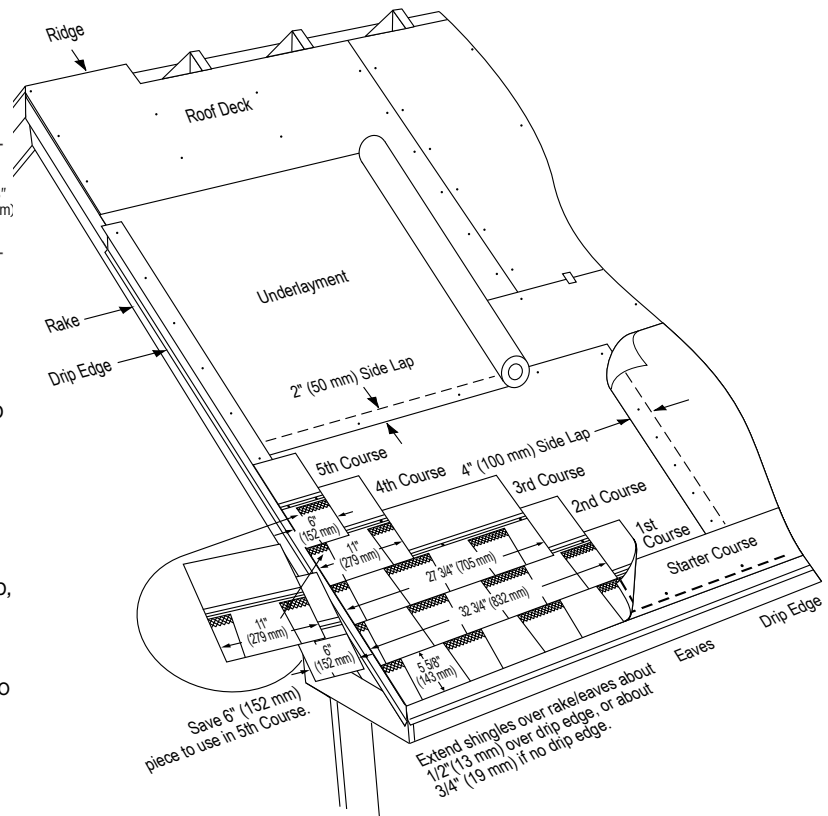 Ridge
Roof Deck
"
m)
Underlayment
Rake
Drip Edge
2" (50 mm) Side Lap
5th Course
4th Course
4" (100 mm) Side Lap
3rd Course
2nd Course
1st
Course
Starter Course
6"
(152 mm)
11"
(279 mm)
27 3/4" (705 mm)
32 3/4" (832 mm)
5 5/8"
(143 mm)
11"
(279 mm)
6"
(152 mm)
Save 6" (152 mm)
piece to use in 5th Course.
Drip Edge
Eaves
Extend shingles over rake/eaves about
1/2"(13 mm) over drip edge, or about
3/4" (19 mm) if no drip edge.